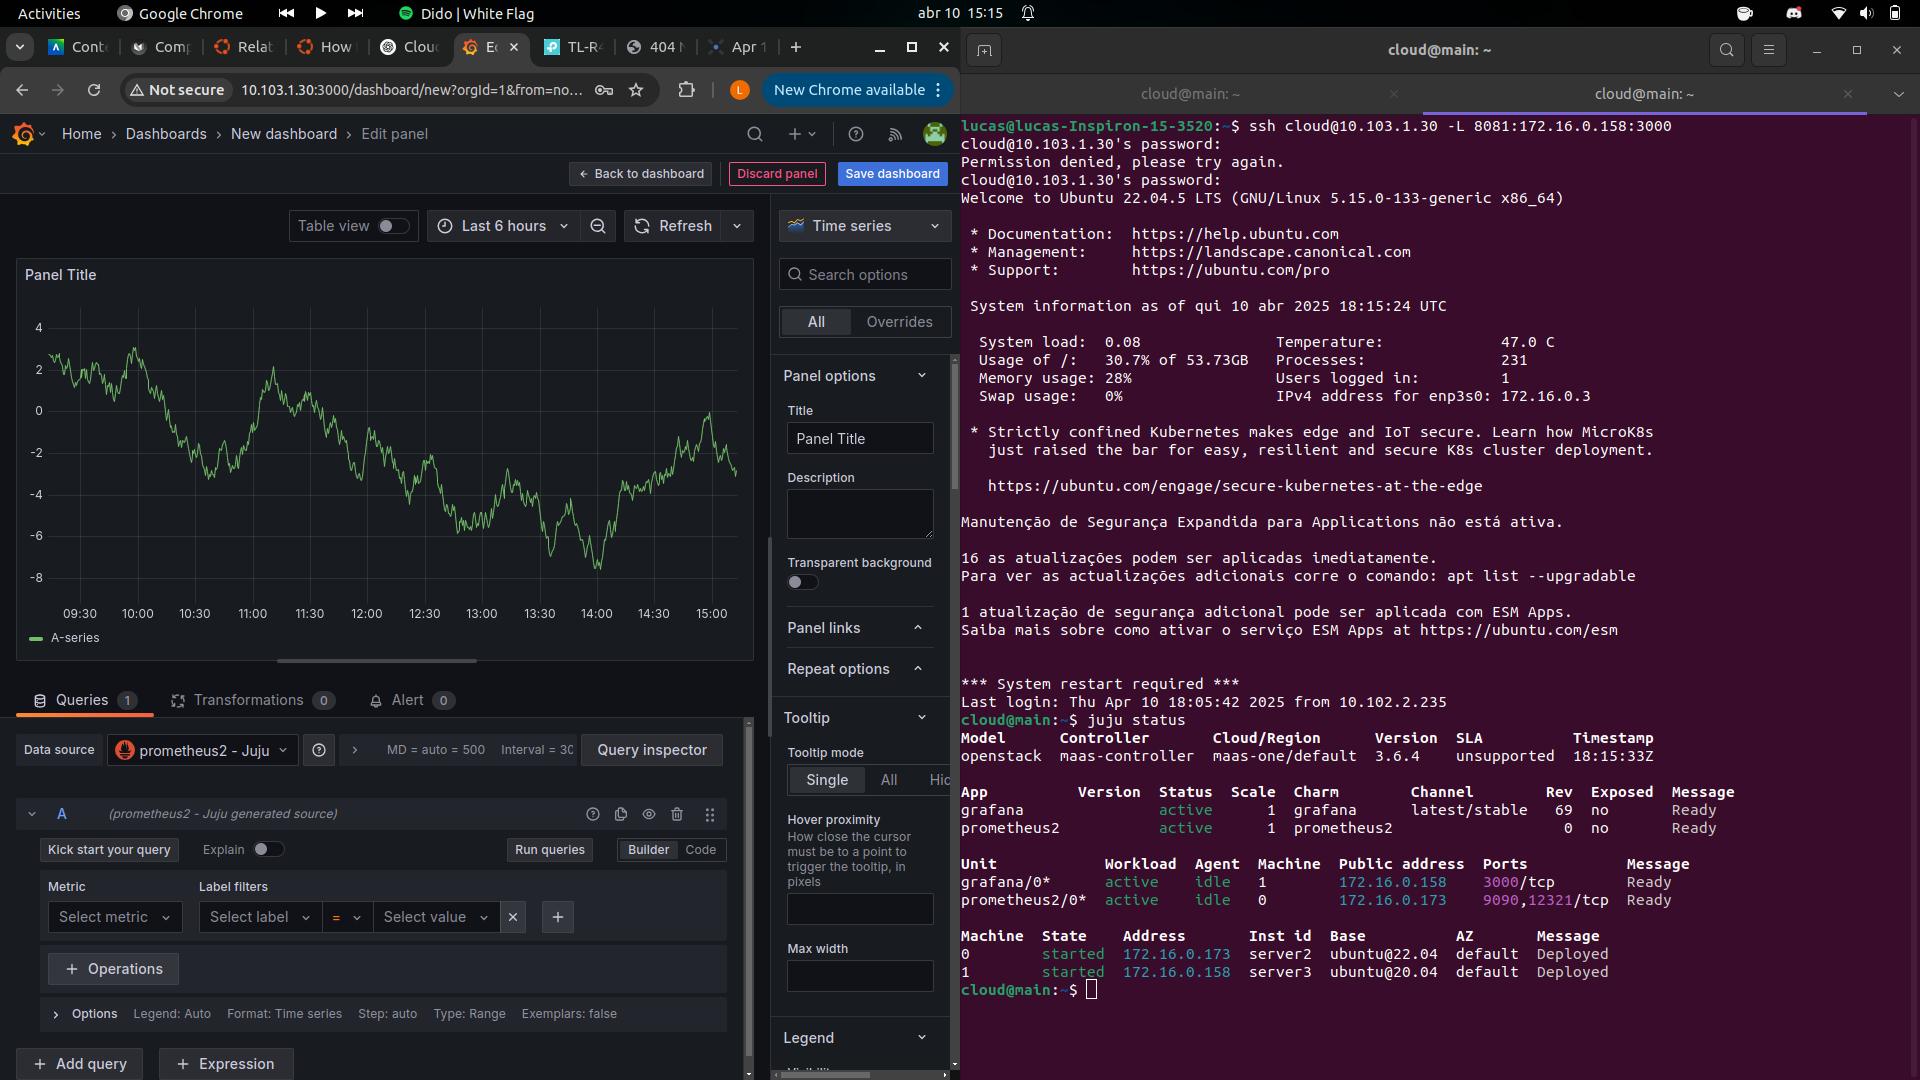 Activities
Google Chrome
Dido | White Flag
abr 10 15:15
Cont
Comp
Relat
How
Clou
Ec
TL-R4
404 N
Apr 1
Not secure
10.103.1.30:3000/dashboard/new?orgId=1&from=no...
L
New Chrome available
Home › Dashboards › New dashboard › Edit panel
Back to dashboard
Discard panel
Save dashboard
Table view
Last 6 hours
Refresh
Panel Title
4
2
0
-2
-4
-6
-8
09:30 10:00 10:30 11:00 11:30 12:00 12:30 13:00 13:30 14:00 14:30 15:00
A-series
Time series
Search options
All
Overrides
Panel options
Title
Panel Title
Description
Transparent background
Panel links
Repeat options
Tooltip
Tooltip mode
Single
All
Hid
Hover proximity
How close the cursor
must be to a point to
trigger the tooltip, in
pixels
Max width
Legend
Queries 1
Transformations 0
Alert 0
Data source
prometheus2 - Juju
MD = auto = 500
Interval = 30
Query inspector
A
(prometheus2 - Juju generated source)
Kick start your query
Explain
Run queries
Builder
Code
Metric
Label filters
Select metric
Select label
=
Select value
+ Operations
Options Legend: Auto Format: Time series Step: auto Type: Range Exemplars: false
+ Add query
+ Expression
cloud@main: ~
cloud@main: ~
cloud@main: ~
lucas@lucas-Inspiron-15-3520:~$ ssh cloud@10.103.1.30 -L 8081:172.16.0.158:3000
cloud@10.103.1.30's password:
Permission denied, please try again.
cloud@10.103.1.30's password:
Welcome to Ubuntu 22.04.5 LTS (GNU/Linux 5.15.0-133-generic x86_64)
* Documentation: https://help.ubuntu.com
* Management: https://landscape.canonical.com
* Support: https://ubuntu.com/pro
System information as of qui 10 abr 2025 18:15:24 UTC
System load: 0.08 Temperature: 47.0 C
Usage of /: 30.7% of 53.73GB Processes: 231
Memory usage: 28% Users logged in: 1
Swap usage: 0% IPv4 address for enp3s0: 172.16.0.3
* Strictly confined Kubernetes makes edge and IoT secure. Learn how MicroK8s
just raised the bar for easy, resilient and secure K8s cluster deployment.
https://ubuntu.com/engage/secure-kubernetes-at-the-edge
Manutenção de Segurança Expandida para Applications não está ativa.
16 as atualizações podem ser aplicadas imediatamente.
Para ver as actualizações adicionais corre o comando: apt list --upgradable
1 atualização de segurança adicional pode ser aplicada com ESM Apps.
Saiba mais sobre como ativar o serviço ESM Apps at https://ubuntu.com/esm
*** System restart required ***
Last login: Thu Apr 10 18:05:42 2025 from 10.102.2.235
cloud@main:~$ juju status
Model Controller Cloud/Region Version SLA Timestamp
openstack maas-controller maas-one/default 3.6.4 unsupported 18:15:33Z
App Version Status Scale Charm Channel Rev Exposed Message
grafana active 1 grafana latest/stable 69 no Ready
prometheus2 active 1 prometheus2 0 no Ready
Unit Workload Agent Machine Public address Ports Message
grafana/0* active idle 1 172.16.0.158 3000/tcp Ready
prometheus2/0* active idle 0 172.16.0.173 9090,12321/tcp Ready
Machine State Address Inst id Base AZ Message
0 started 172.16.0.173 server2 ubuntu@22.04 default Deployed
1 started 172.16.0.158 server3 ubuntu@20.04 default Deployed
cloud@main:~$